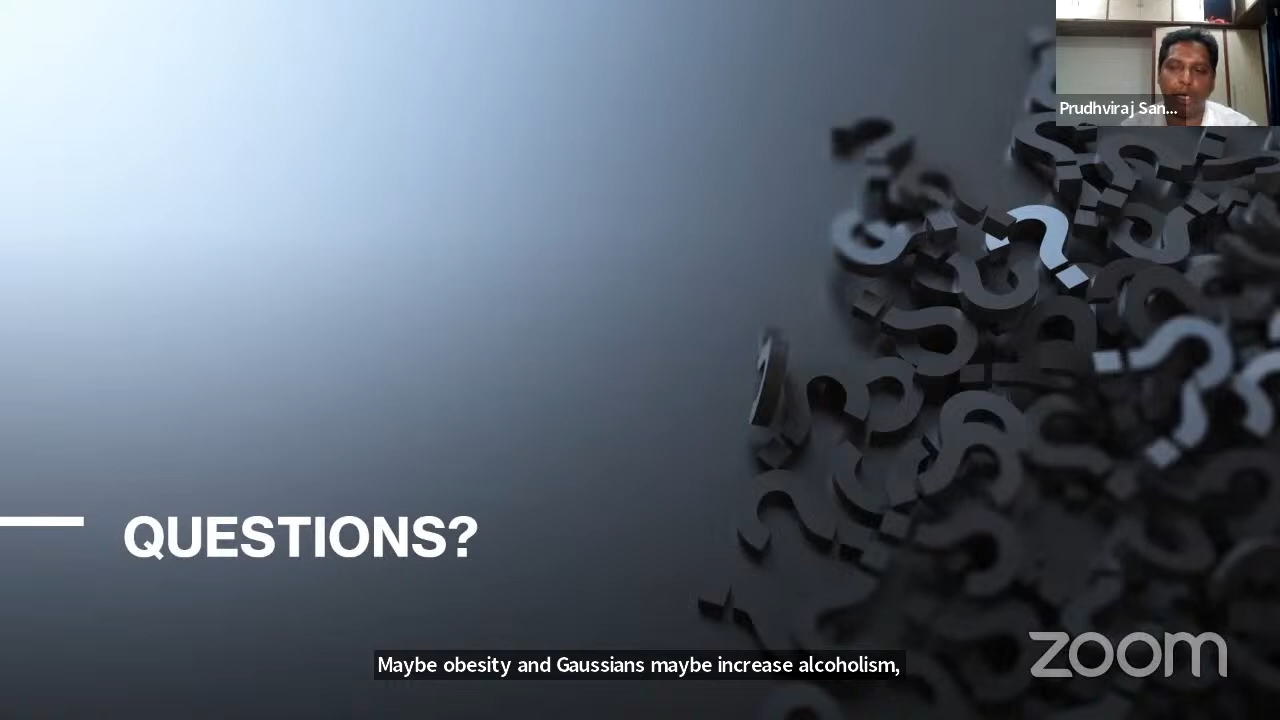 Prudhviraj San...
QUESTIONS?
Maybe obesity and Gaussians maybe increase alcoholism,
zoom